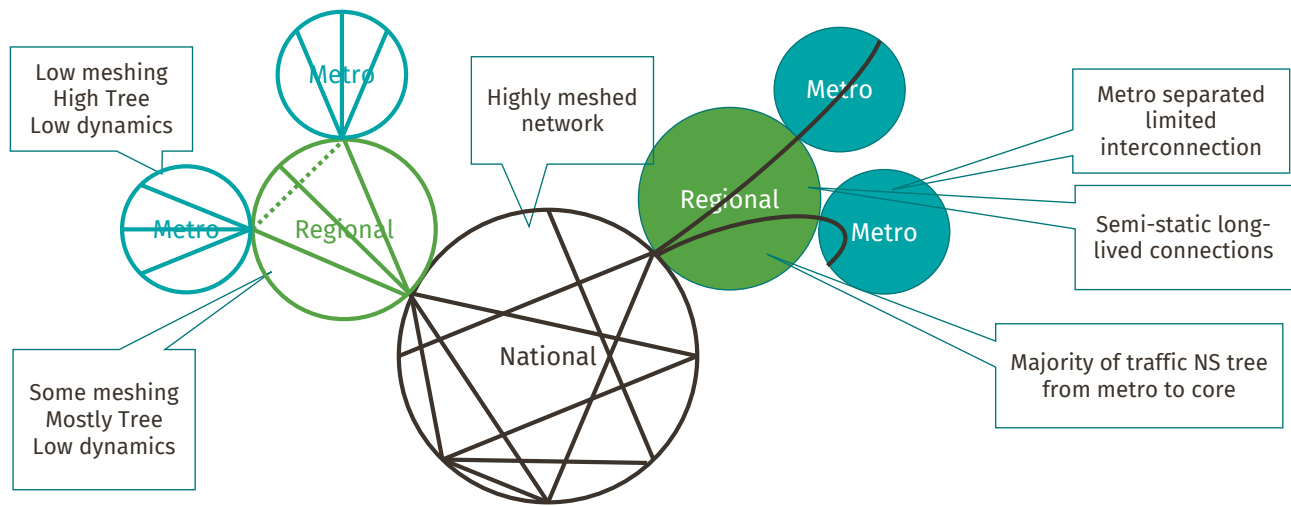 Low meshing
High Tree
Low dynamics
Metro
Highly meshed
network
Metro
Metro separated
limited
interconnection
Metro
Regional
Regional
Metro
Semi-static long-
lived connections
National
Some meshing
Mostly Tree
Low dynamics
Majority of traffic NS tree
from metro to core